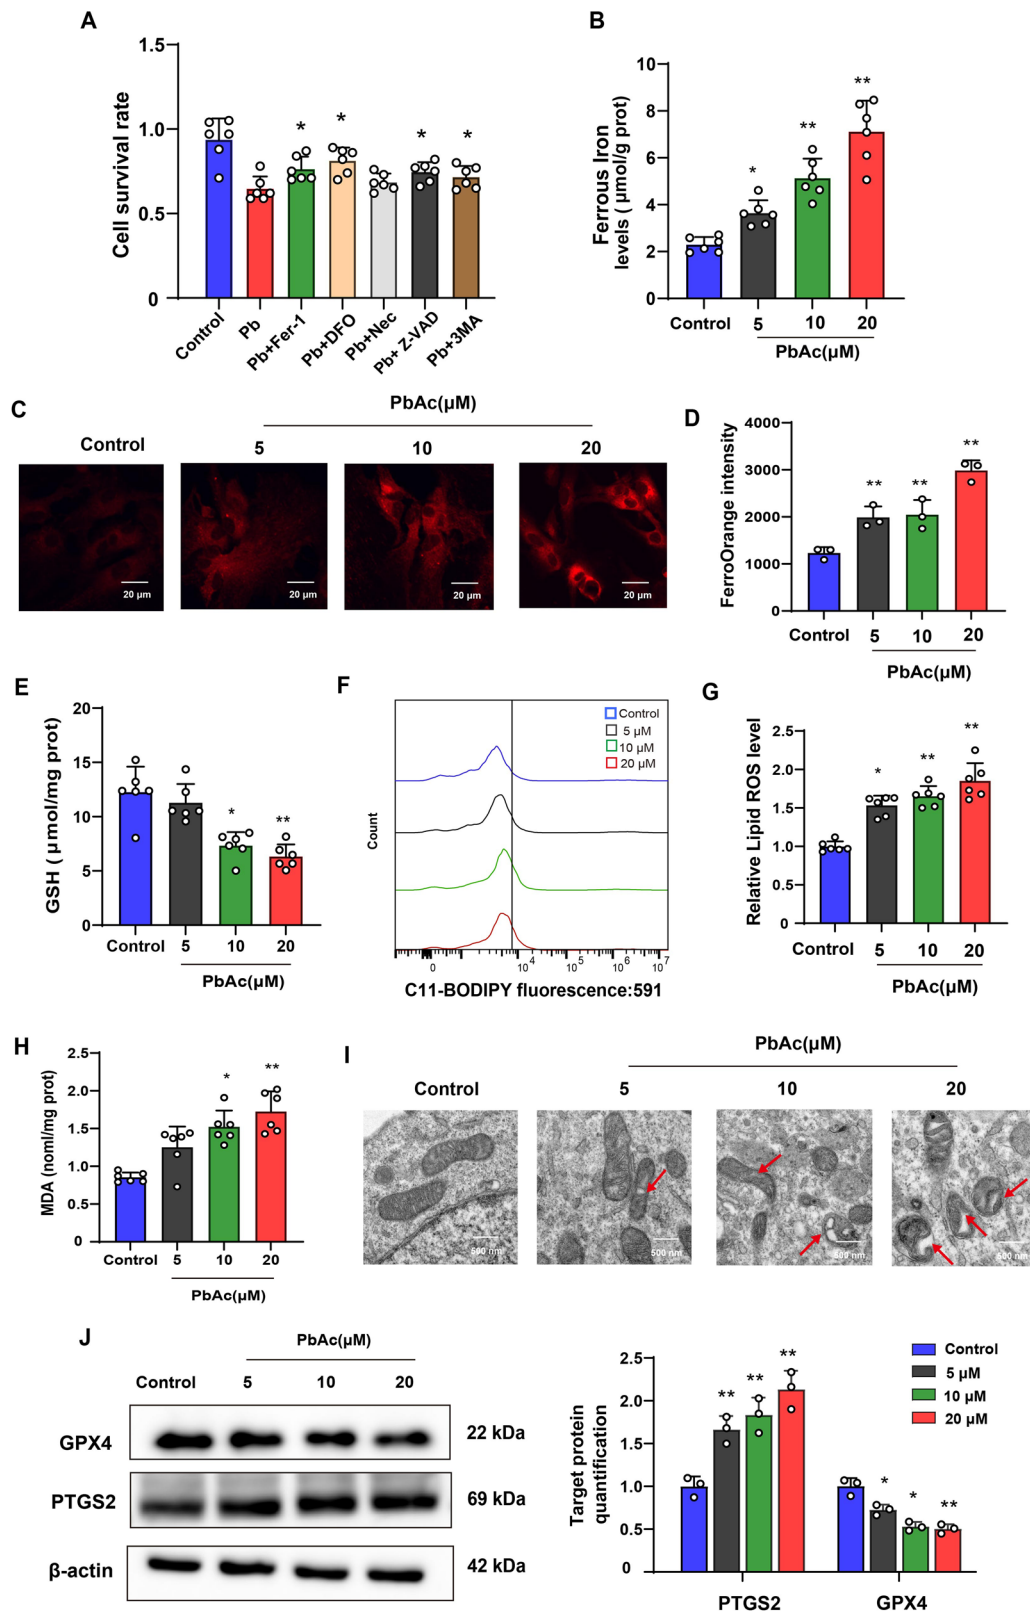 A
Cell survival rate
1.5
1.0
0.5
0
*
*
*
*
Control
Pb
Pb+Fer-1
Pb+DFO
Pb+Nec
Pb+ Z-VAD
Pb+3MA
B
Ferrous Iron
levels ( μmol/g prot)
10
8
6
4
2
0
*
**
**
Control
5
10
20
PbAc(μM)
C
PbAc(μM)
Control
5
10
20
20 μm
20 μm
20 μm
20 μm
D
FerroOrange intensity
4000
3000
2000
1000
0
**
**
**
Control
5
10
20
PbAc(μM)
E
GSH ( μmol/mg prot)
20
15
10
5
0
*
**
Control
5
10
20
PbAc(μM)
F
Count
Control
5 μM
10 μM
20 μM
0
10⁴
10⁵
10⁶
10⁷
C11-BODIPY fluorescence:591
G
Relative Lipid ROS level
2.5
2.0
1.5
1.0
0.5
0
*
**
**
Control
5
10
20
PbAc(μM)
H
MDA (noml/mg prot)
2.5
2.0
1.5
1.0
0.5
0
*
**
Control
5
10
20
PbAc(μM)
I
PbAc(μM)
Control
5
10
20
500 nm
500 nm
500 nm
500 nm
J
PbAc(μM)
Control
5
10
20
GPX4
22 kDa
PTGS2
69 kDa
β-actin
42 kDa
Target protein
quantification
2.5
2.0
1.5
1.0
0.5
0
**
**
**
*
*
**
PTGS2
GPX4
Control
5 μM
10 μM
20 μM